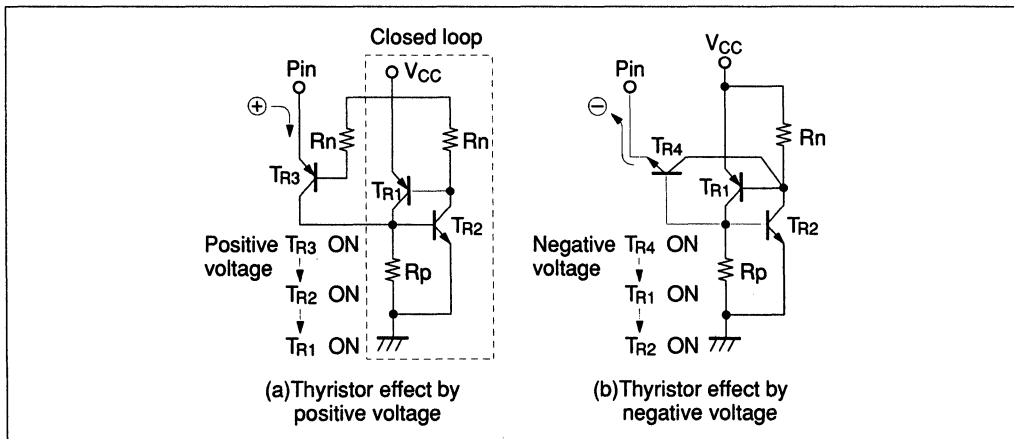 Closed loop
Pin
VCC
⊕
Rn
Rn
TR3
TR1
TR2
Positive voltage
TR3 ON
Rp
TR2 ON
TR1 ON
(a)Thyristor effect by
positive voltage
VCC
Pin
⊖
Rn
TR4
TR1
TR2
Negative voltage
TR4 ON
Rp
TR1 ON
TR2 ON
(b)Thyristor effect by
negative voltage